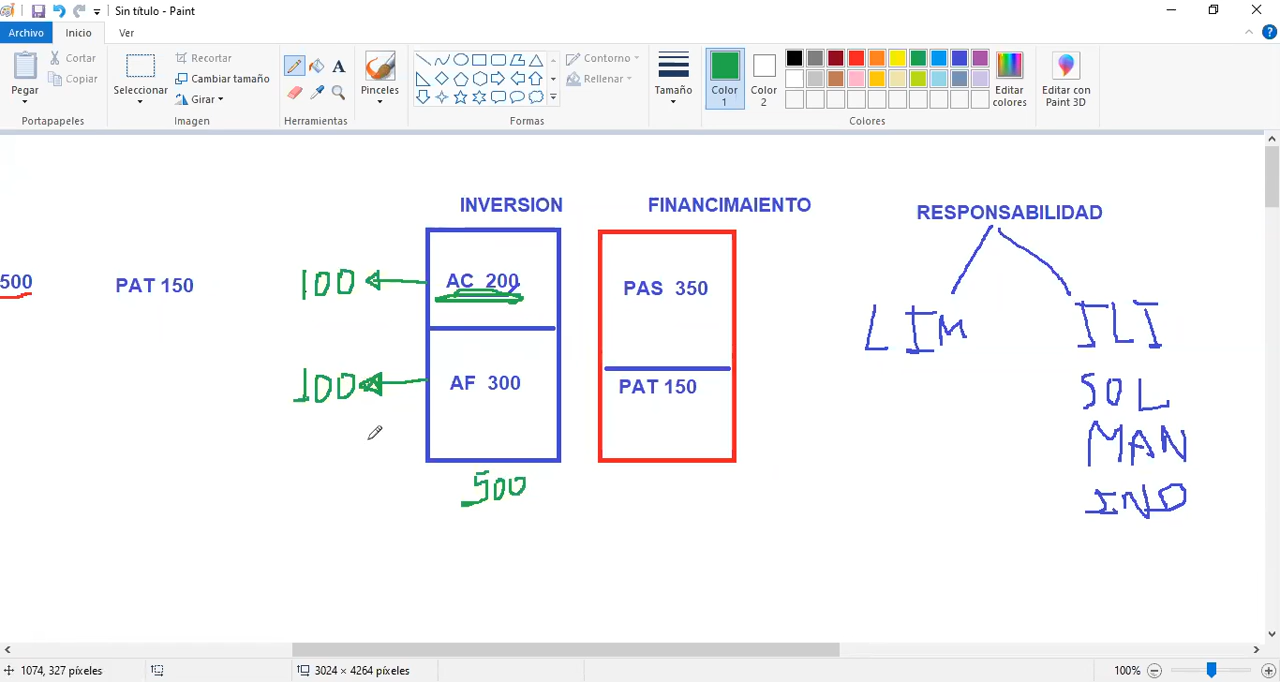 Sin título - Paint
Archivo Inicio Ver
Pegar
Cortar
Copiar
Portapapeles
Seleccionar
Recortar
Cambiar tamaño
Girar
Imagen
A
Herramientas
Pinceles
Contorno
Rellenar
Formas
Tamaño
Color 1
Color 2
Editar colores
Colores
Editar con Paint 3D
INVERSION FINANCIMAIENTO RESPONSABILIDAD
500 PAT 150 100 AC 200 PAS 350
LIM ILI
100 AF 300 PAT 150 SOL
MAN
500 IND
1074, 327 píxeles 3024 × 4264 píxeles 100%